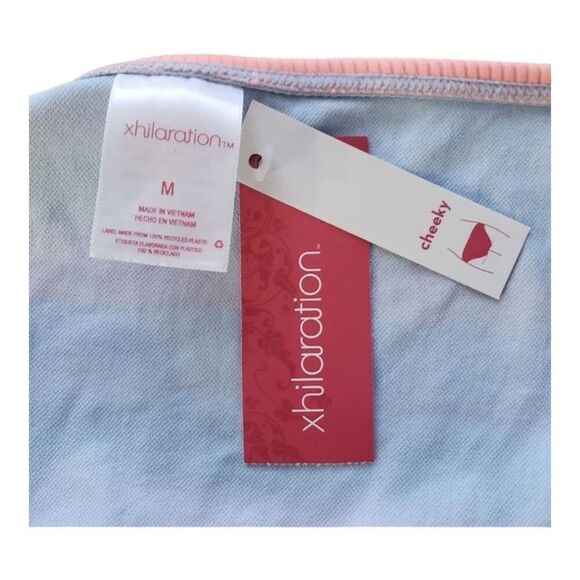 xhilaration™
M
MADE IN VIETNAM
HECHO EN VIETNAM
LABEL MADE FROM 100% RECYCLED PLASTIC
ETIQUETA ELABORADA CON PLASTICO
100 % RECICLADO
xhilaration™
cheeky